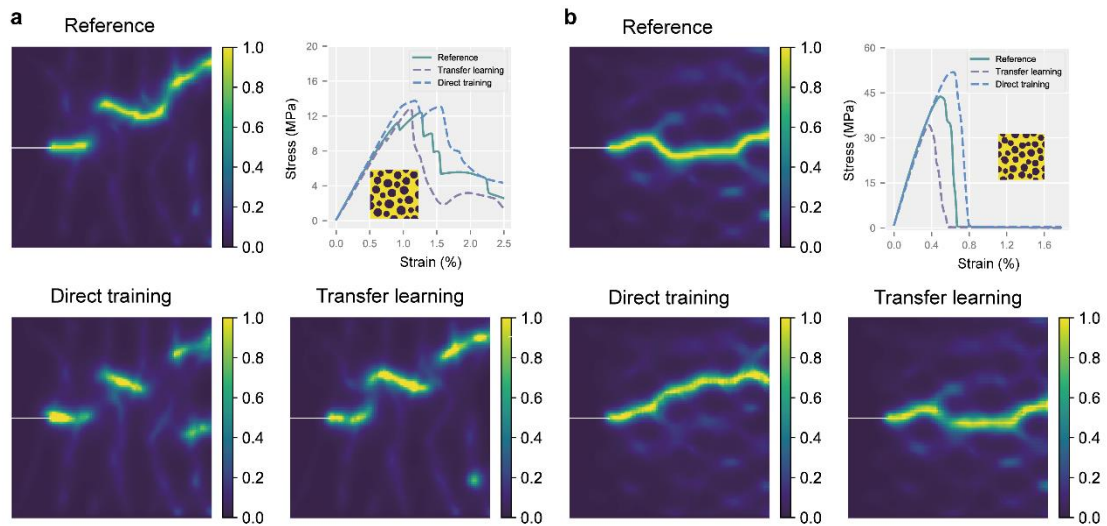 a
Reference
1.0
0.8
0.6
0.4
0.2
0.0
Stress (MPa)
20
16
12
8
4
0
Reference
Transfer learning
Direct training
0.0 0.5 1.0 1.5 2.0 2.5
Strain (%)
b
Reference
1.0
0.8
0.6
0.4
0.2
0.0
Stress (MPa)
60
45
30
15
0
Reference
Transfer learning
Direct training
0.0 0.4 0.8 1.2 1.6
Strain (%)
Direct training
1.0
0.8
0.6
0.4
0.2
0.0
Transfer learning
1.0
0.8
0.6
0.4
0.2
0.0
Direct training
1.0
0.8
0.6
0.4
0.2
0.0
Transfer learning
1.0
0.8
0.6
0.4
0.2
0.0